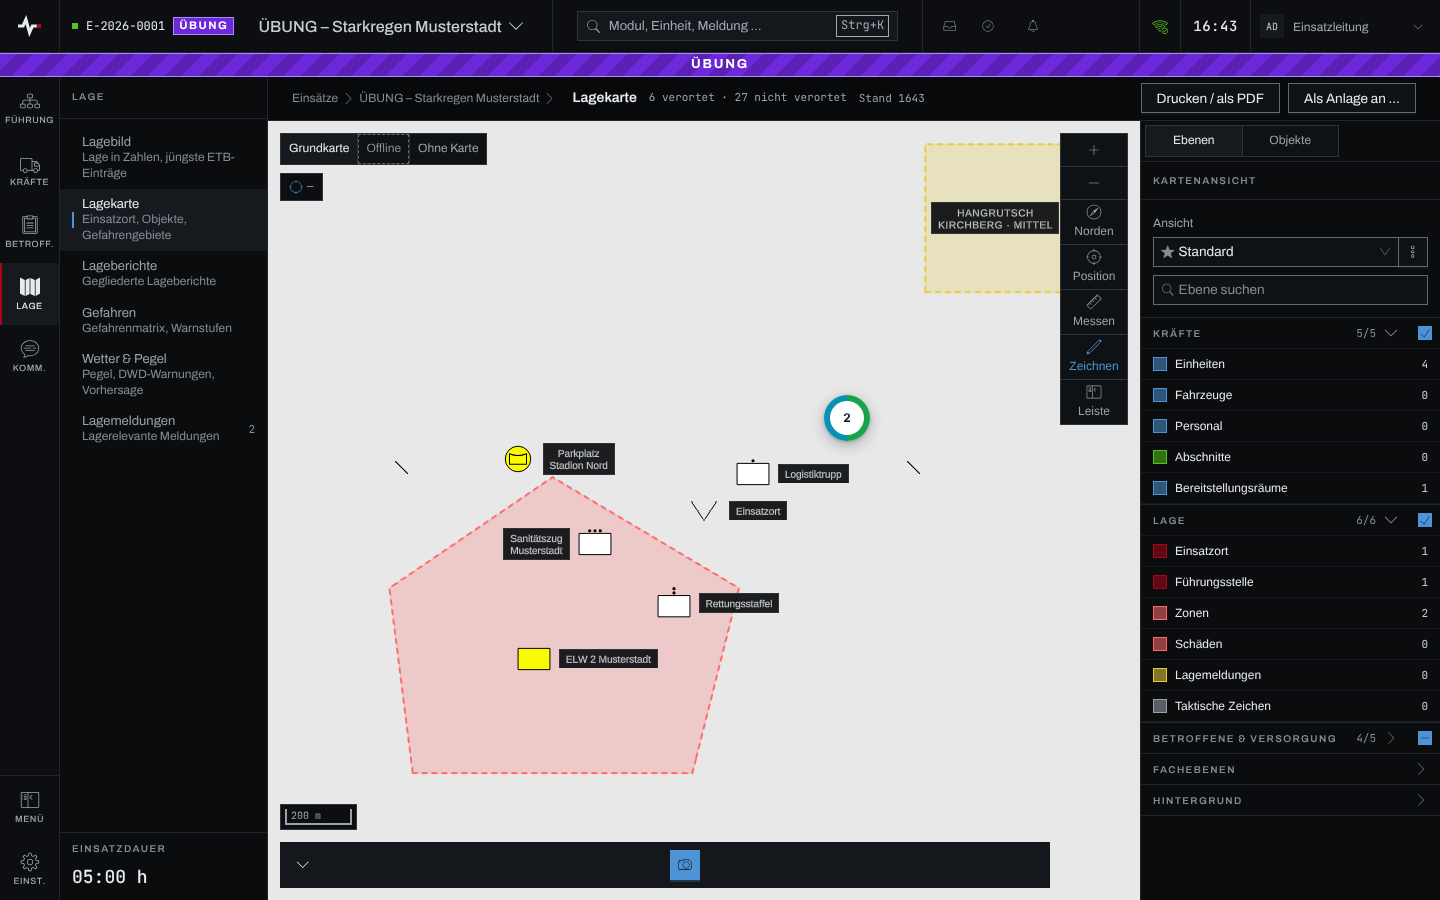 E-2026-0001 ÜBUNG ÜBUNG – Starkregen Musterstadt
Modul, Einheit, Meldung ... Strg+K
16:43 AD Einsatzleitung
ÜBUNG
FÜHRUNG
KRÄFTE
BETROFF.
LAGE
KOMM.
MENÜ
EINST.
LAGE
Lagebild
Lage in Zahlen, jüngste ETB-
Einträge
Lagekarte
Einsatzort, Objekte,
Gefahrengebiete
Lageberichte
Gegliederte Lageberichte
Gefahren
Gefahrenmatrix, Warnstufen
Wetter & Pegel
Pegel, DWD-Warnungen,
Vorhersage
Lagemeldungen
Lagerelevante Meldungen 2
EINSATZDAUER
05:00 h
Einsätze ÜBUNG – Starkregen Musterstadt Lagekarte 6 verortet · 27 nicht verortet Stand 1643
Drucken / als PDF Als Anlage an ...
Grundkarte Offline Ohne Karte
–
HANGRUTSCH
KIRCHBERG · MITTEL
+
–
Norden
Position
Messen
Zeichnen
Leiste
2
Parkplatz
Stadion Nord
Logistiktrupp
Einsatzort
Sanitätszug
Musterstadt
Rettungsstaffel
ELW 2 Musterstadt
200 m
Ebenen Objekte
KARTENANSICHT
Ansicht
Standard
Ebene suchen
KRÄFTE 5/5
Einheiten 4
Fahrzeuge 0
Personal 0
Abschnitte 0
Bereitstellungsräume 1
LAGE 6/6
Einsatzort 1
Führungsstelle 1
Zonen 2
Schäden 0
Lagemeldungen 0
Taktische Zeichen 0
BETROFFENE & VERSORGUNG 4/5
FACHEBENEN
HINTERGRUND